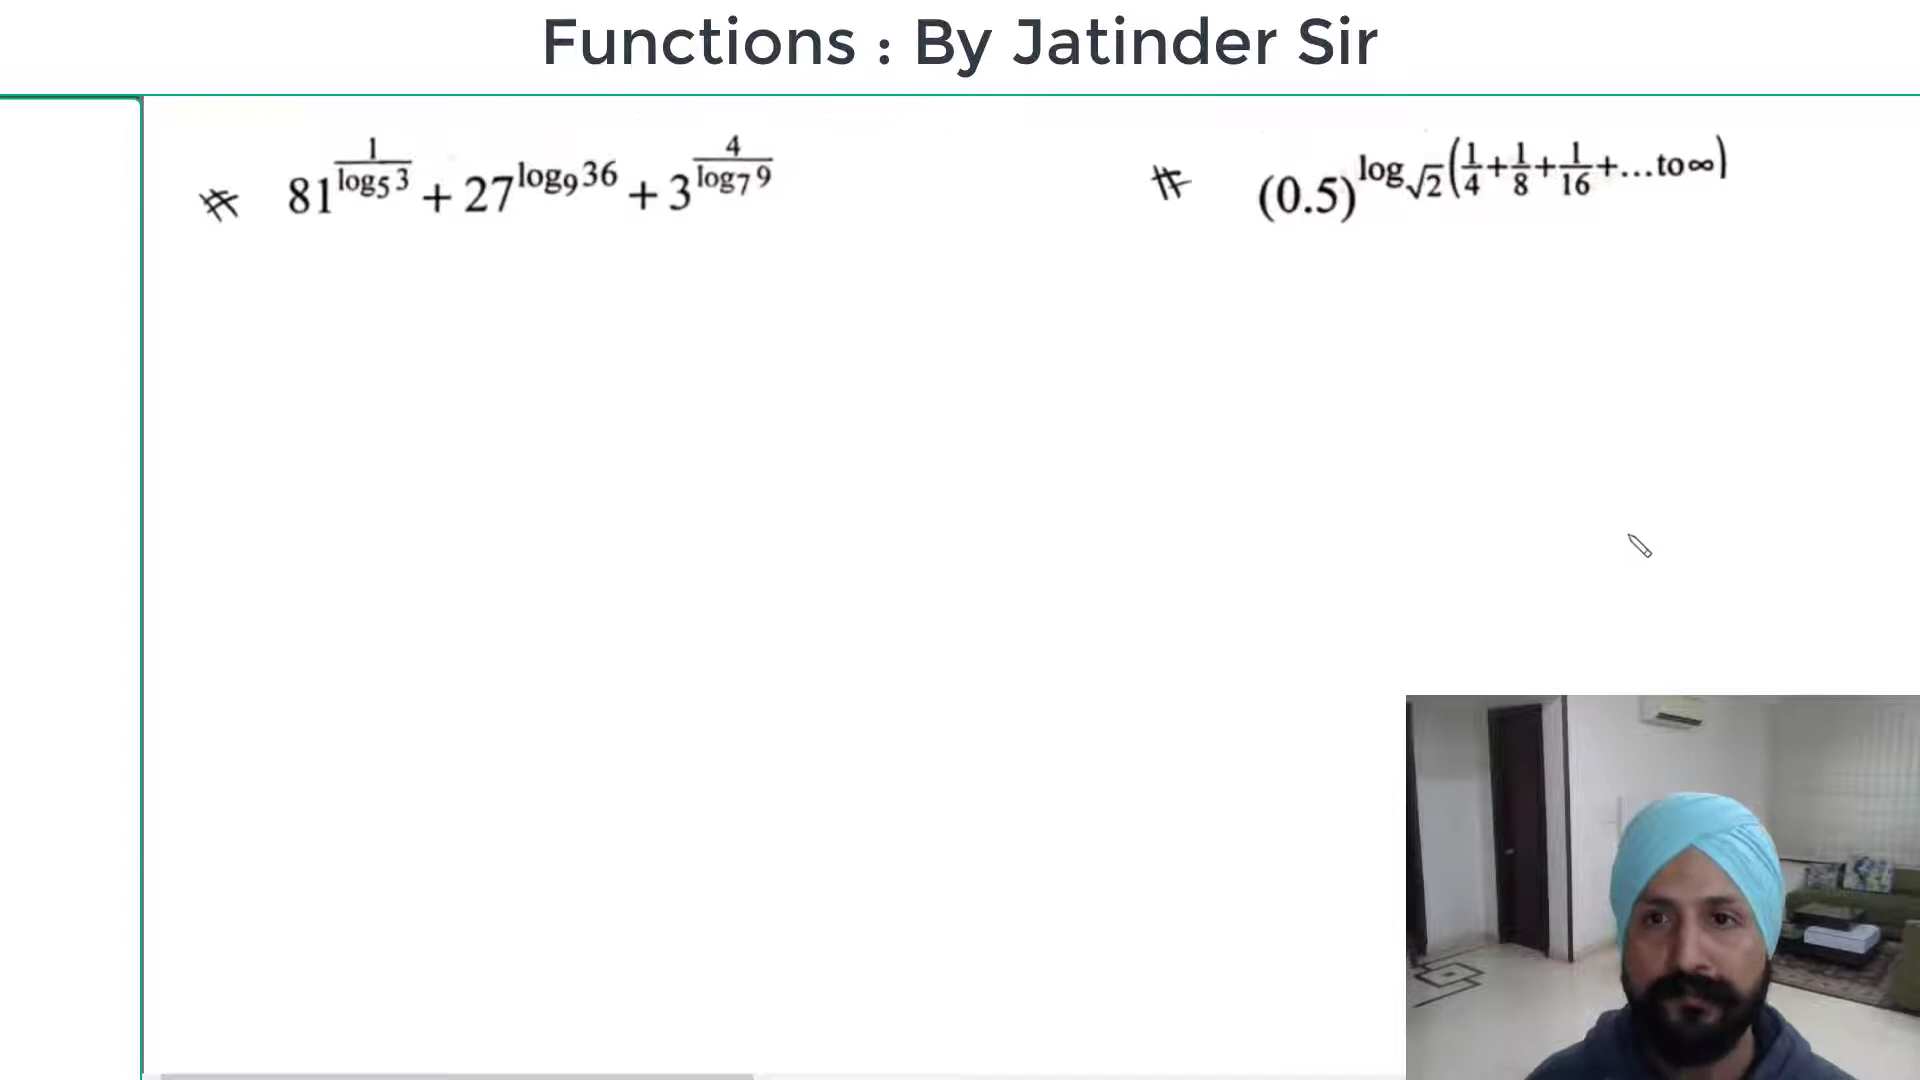 Functions : By Jatinder Sir
# 81^(1/log₅3) + 27^(log₉36) + 3^(4/log₇9)
# (0.5)^(log_√2(1/4+1/8+1/16+...to∞))